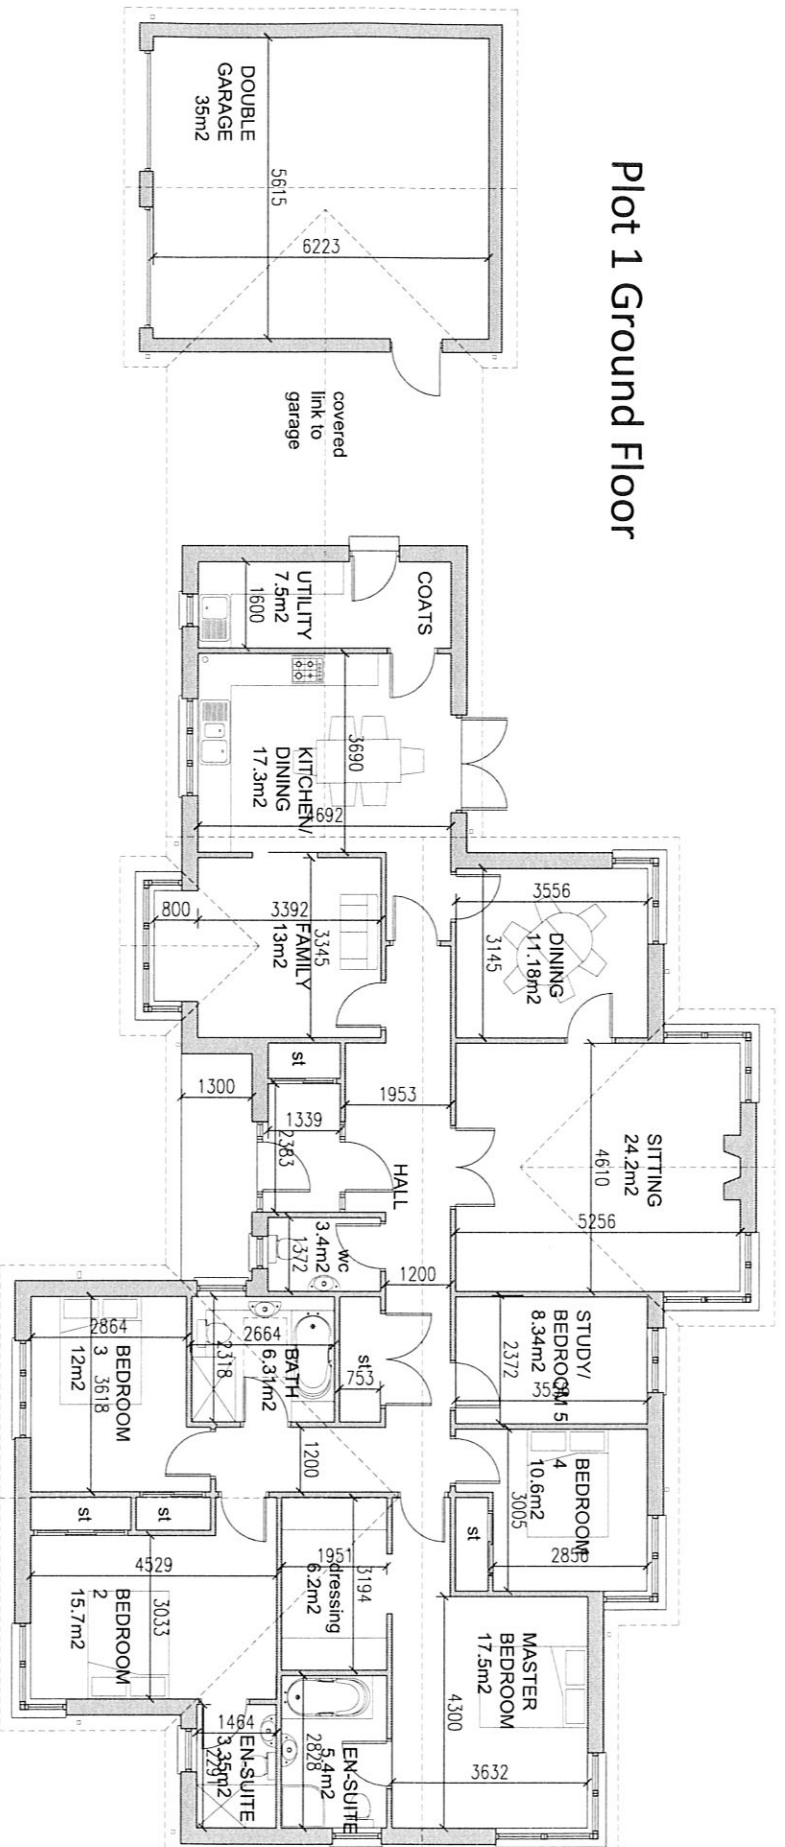 Plot 1 Ground Floor
DOUBLE
GARAGE
35m2
5615
6223
covered
link to
garage
COATS
UTILITY
7.5m2
1600
KITCHEN/
DINING
17.3m2
3690
4692
DINING
11.18m2
3556
3145
FAMILY
13m2
800
3392
3345
SITTING
24.2m2
4610
5256
st
1300
1339
2383
1953
HALL
wc
3.4m2
1372
1200
STUDY/
BEDROOM 5
8.34m2
2372
st
753
BATH
6.31m2
2664
2318
BEDROOM
3
12m2
2864
3618
1200
BEDROOM
4
10.6m2
3005
2856
st
st
st
dressing
6.2m2
1951
3194
BEDROOM
2
15.7m2
4529
3033
MASTER
BEDROOM
17.5m2
4300
3632
EN-SUITE
5.4m2
2828
EN-SUITE
3.35m2
1464
2291